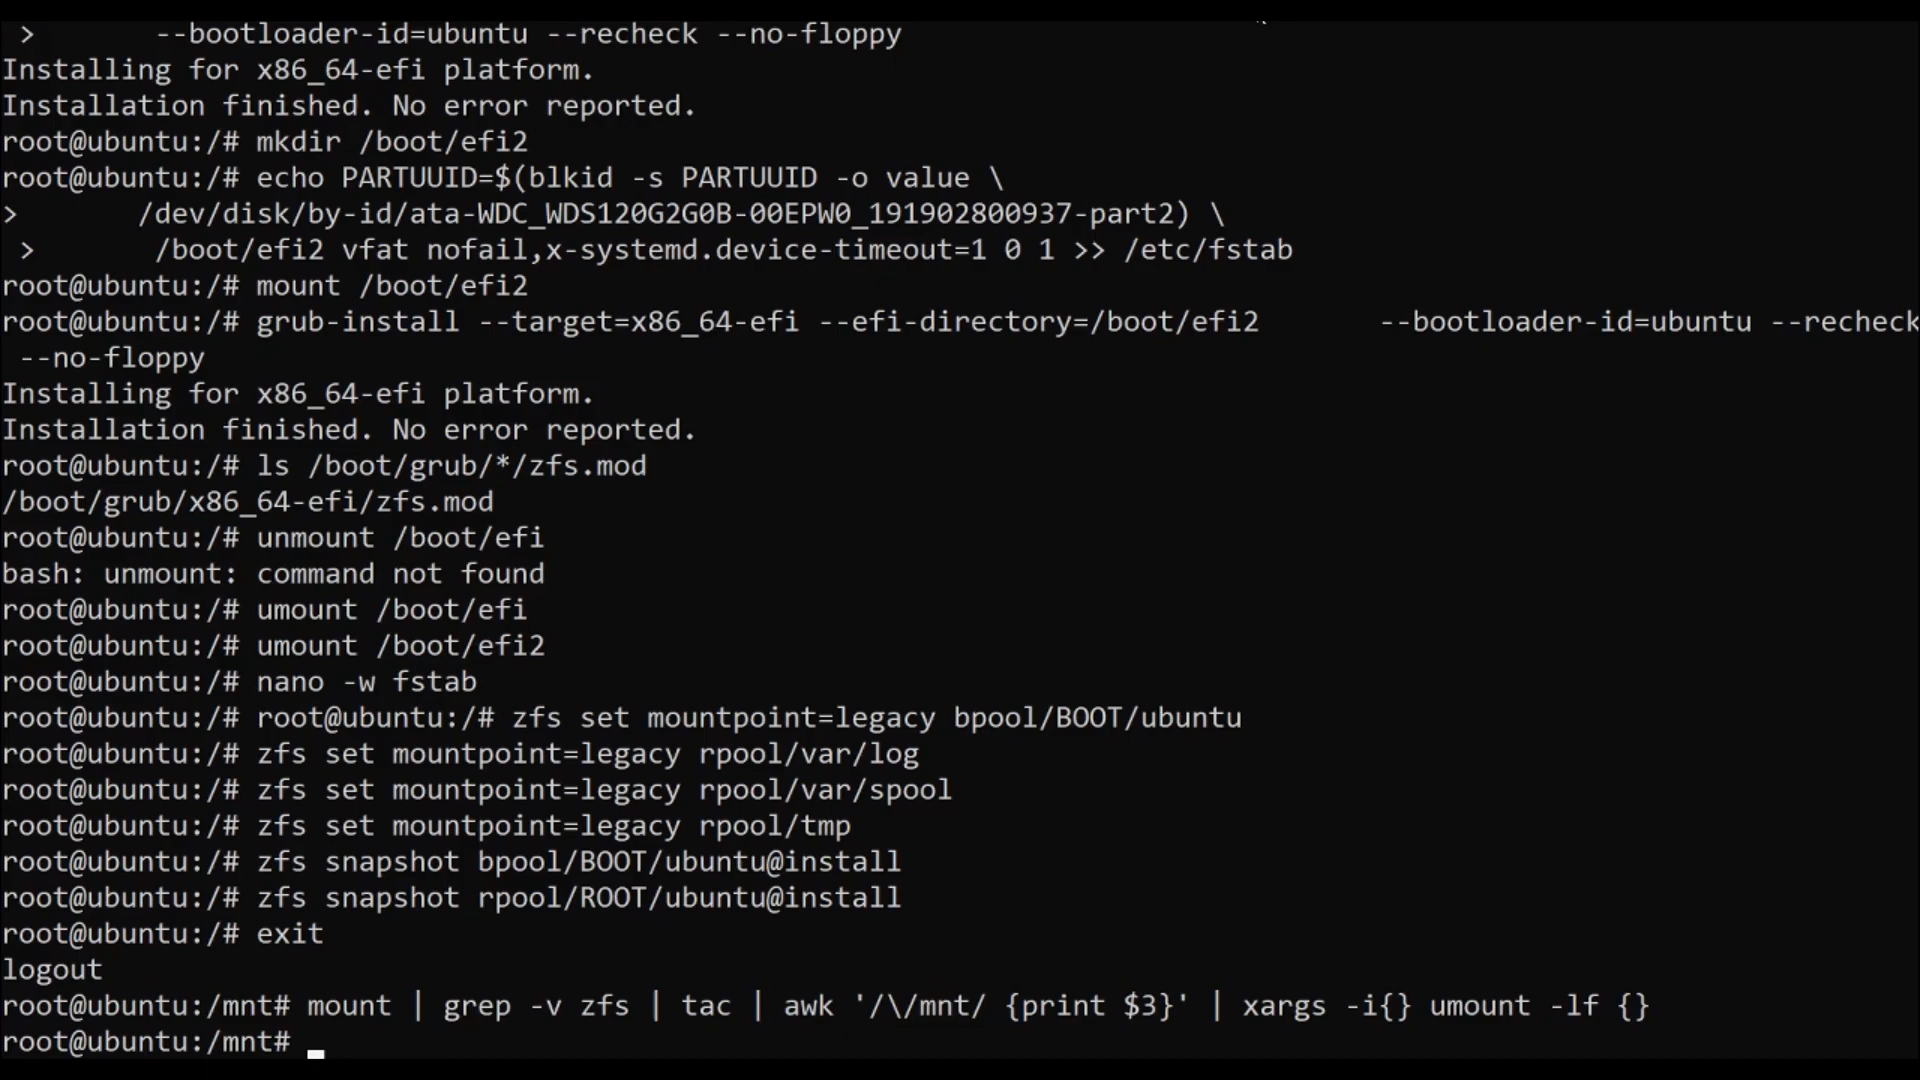 >       --bootloader-id=ubuntu --recheck --no-floppy
Installing for x86_64-efi platform.
Installation finished. No error reported.
root@ubuntu:/# mkdir /boot/efi2
root@ubuntu:/# echo PARTUUID=$(blkid -s PARTUUID -o value \
>       /dev/disk/by-id/ata-WDC_WDS120G2G0B-00EPW0_191902800937-part2) \
>       /boot/efi2 vfat nofail,x-systemd.device-timeout=1 0 1 >> /etc/fstab
root@ubuntu:/# mount /boot/efi2
root@ubuntu:/# grub-install --target=x86_64-efi --efi-directory=/boot/efi2       --bootloader-id=ubuntu --recheck
 --no-floppy
Installing for x86_64-efi platform.
Installation finished. No error reported.
root@ubuntu:/# ls /boot/grub/*/zfs.mod
/boot/grub/x86_64-efi/zfs.mod
root@ubuntu:/# unmount /boot/efi
bash: unmount: command not found
root@ubuntu:/# umount /boot/efi
root@ubuntu:/# umount /boot/efi2
root@ubuntu:/# nano -w fstab
root@ubuntu:/# root@ubuntu:/# zfs set mountpoint=legacy bpool/BOOT/ubuntu
root@ubuntu:/# zfs set mountpoint=legacy rpool/var/log
root@ubuntu:/# zfs set mountpoint=legacy rpool/var/spool
root@ubuntu:/# zfs set mountpoint=legacy rpool/tmp
root@ubuntu:/# zfs snapshot bpool/BOOT/ubuntu@install
root@ubuntu:/# zfs snapshot rpool/ROOT/ubuntu@install
root@ubuntu:/# exit
logout
root@ubuntu:/mnt# mount | grep -v zfs | tac | awk '/\/mnt/ {print $3}' | xargs -i{} umount -lf {}
root@ubuntu:/mnt#